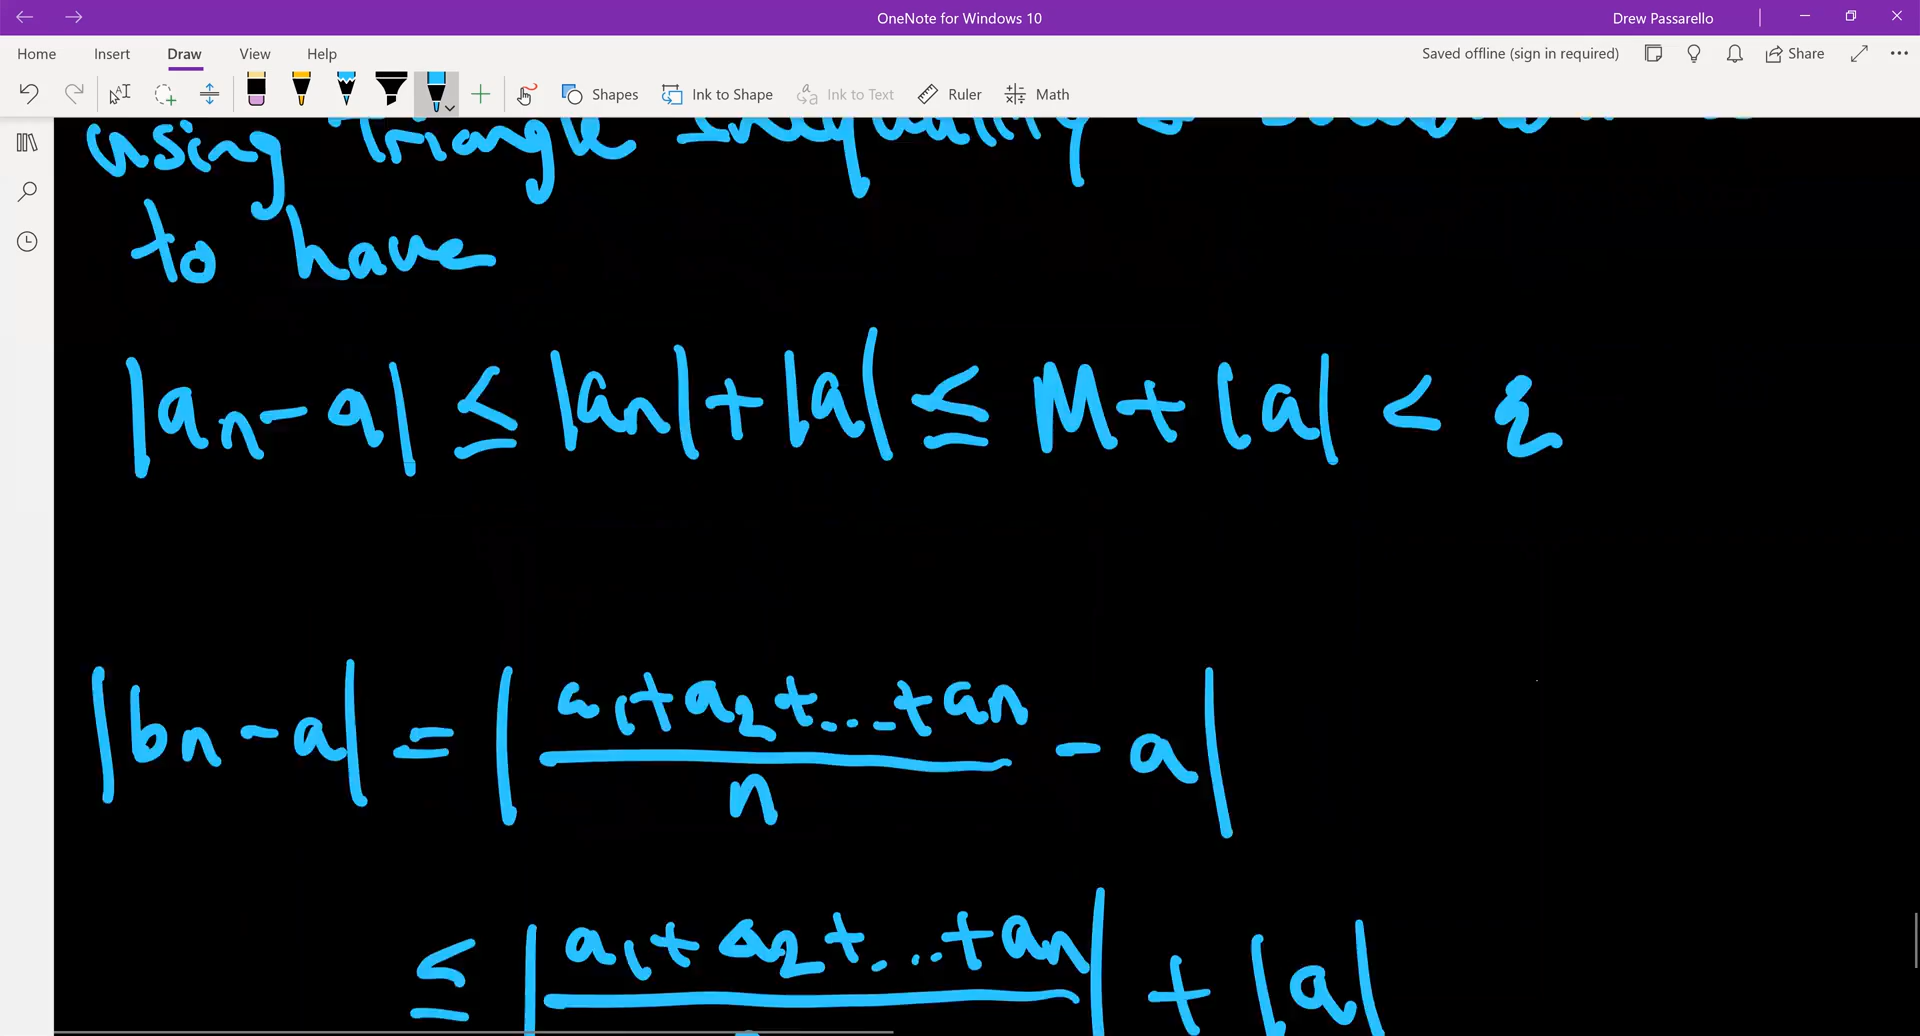 OneNote for Windows 10
Drew Passarello
Home Insert Draw View Help
Saved offline (sign in required) Share
Shapes Ink to Shape Ink to Text Ruler Math
using Triangle Inequality
to have
|an - a| ≤ |an| + |a| ≤ M + |a| < ε
|bn - a| = | (a1 + a2 + ... + an) / n - a |
≤ | a1 + a2 + ... + an | + |a|